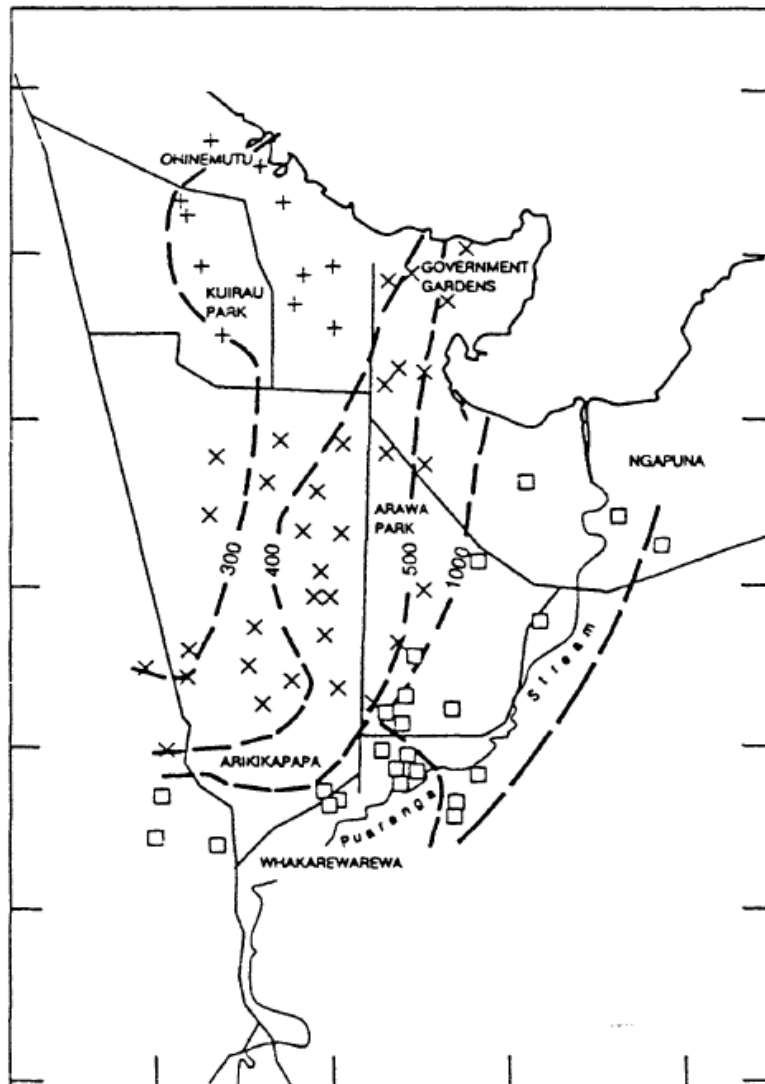 OHINEMUTU
GOVERNMENT
GARDENS
KUIRAU
PARK
NGAPUNA
ARAWA
PARK
300
400
500
1000
Stream
ARIKIKAPAPA
Puarenga
WHAKAREWAREWA